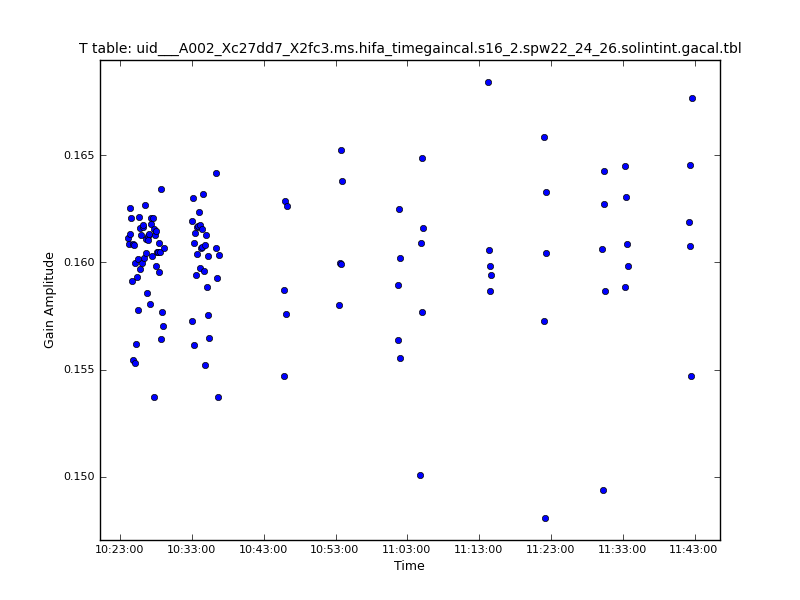 T table: uid___A002_Xc27dd7_X2fc3.ms.hifa_timegaincal.s16_2.spw22_24_26.solintint.gacal.tbl
Gain Amplitude
0.165
0.160
0.155
0.150
10:23:00 10:33:00 10:43:00 10:53:00 11:03:00 11:13:00 11:23:00 11:33:00 11:43:00
Time